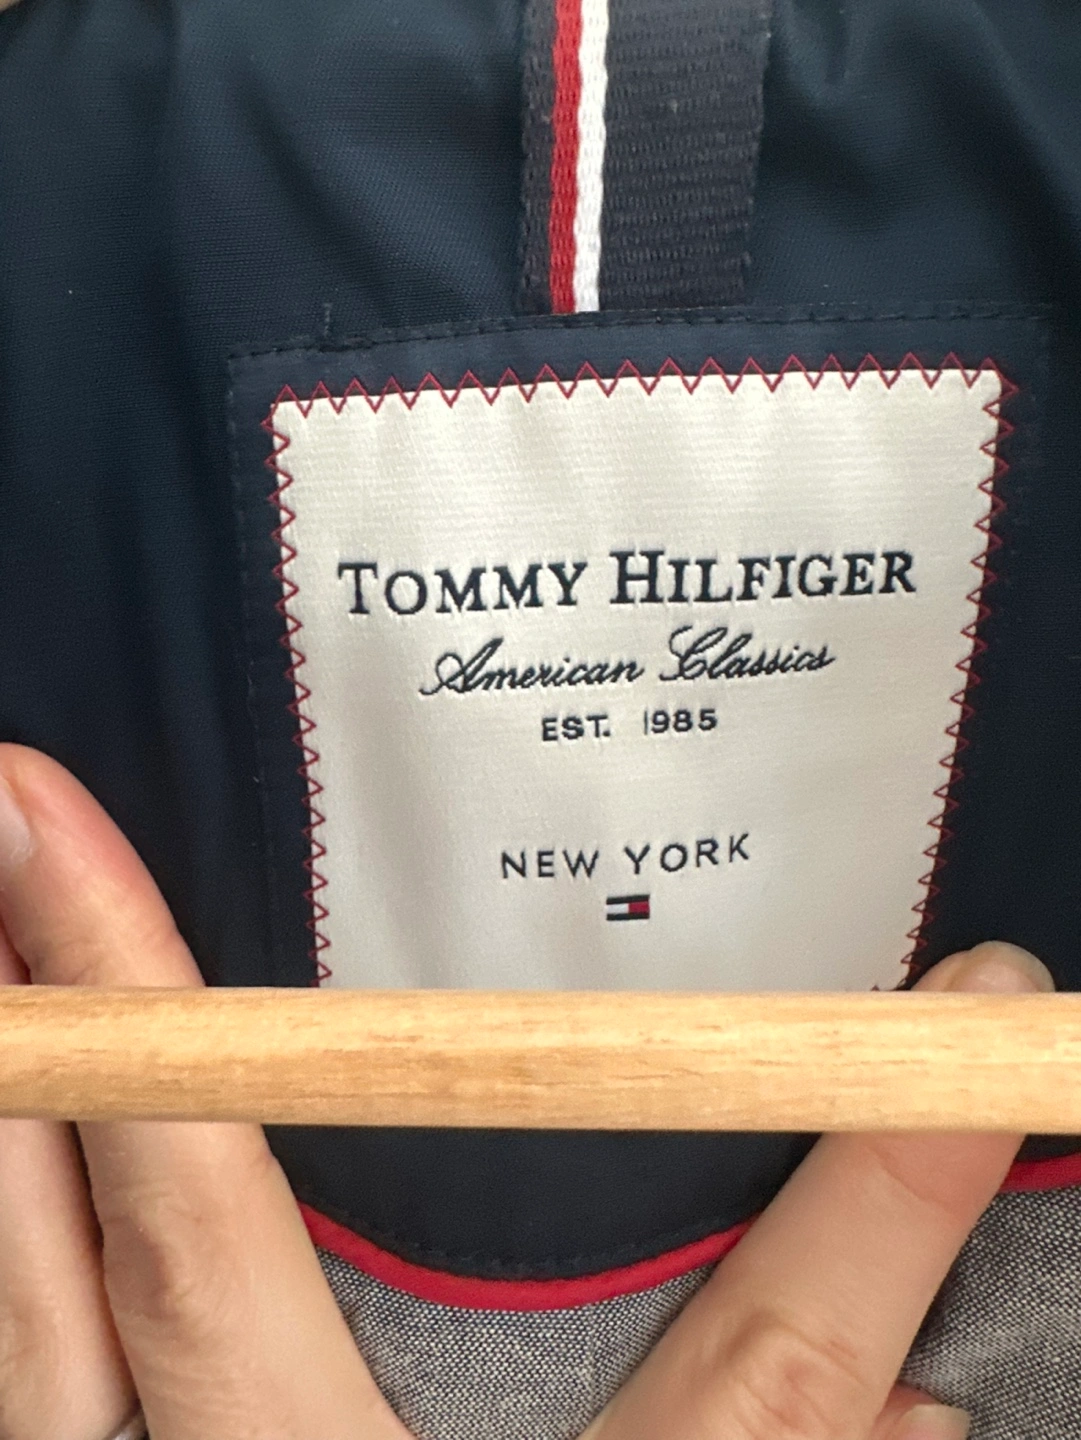 TOMMY HILFIGER
American Classics
EST. 1985
NEW YORK